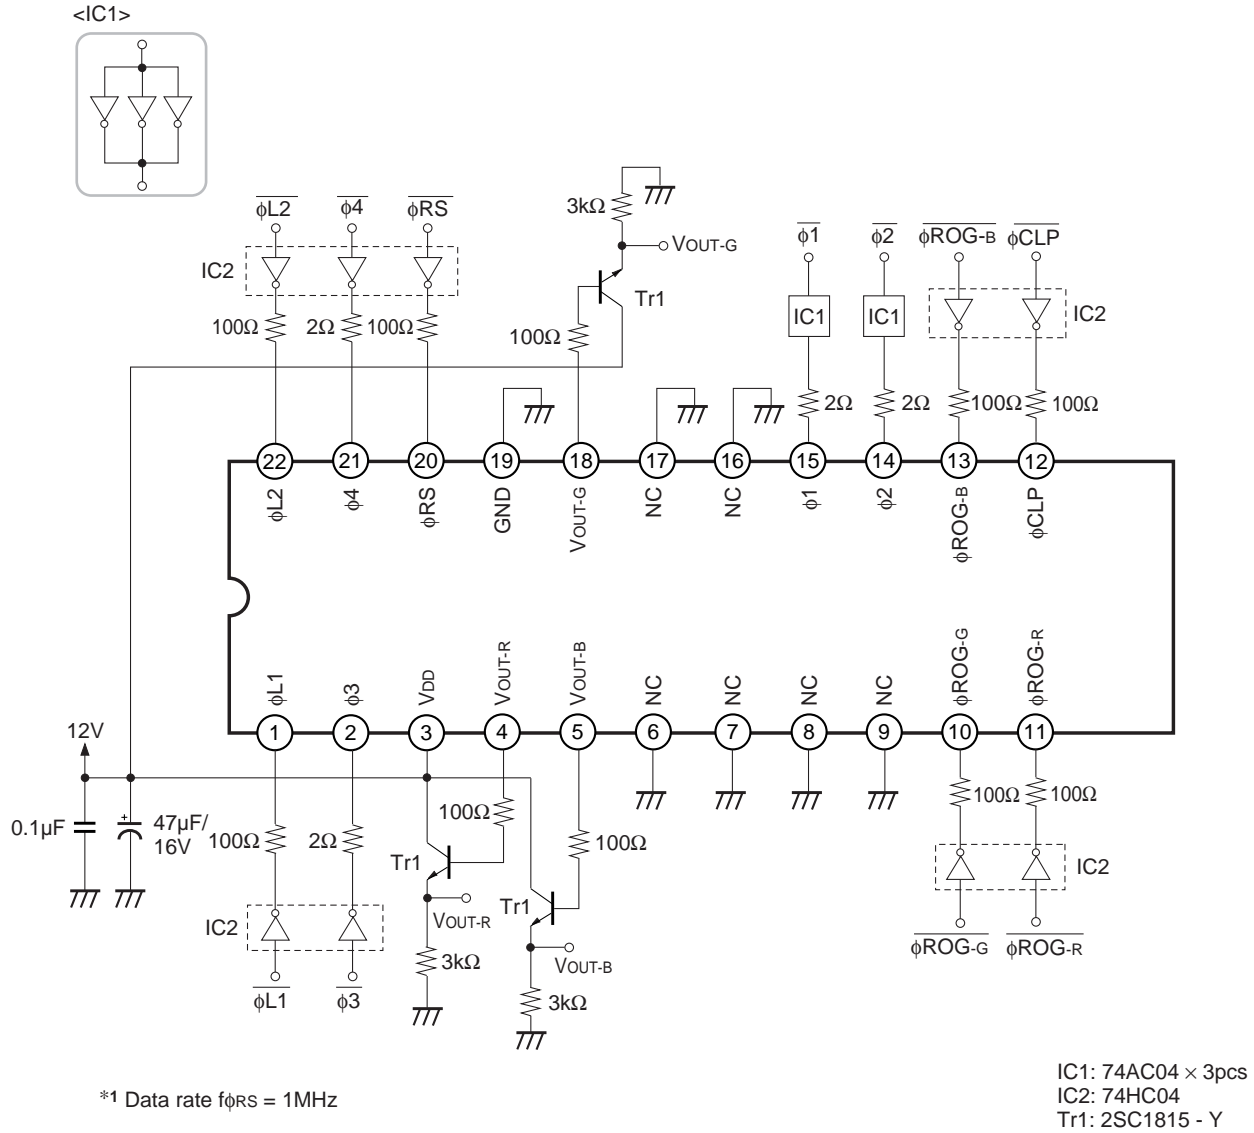 <IC1>
φL2 φ4 φRS
IC2
100Ω 2Ω 100Ω
3kΩ
VOUT-G
Tr1
100Ω
φ1 φ2 φROG-B φCLP
IC1 IC1 IC2
2Ω 2Ω 100Ω 100Ω
22 21 20 19 18 17 16 15 14 13 12
φL2 φ4 φRS GND VOUT-G NC NC φ1 φ2 φROG-B φCLP
φL1 φ3 VDD VOUT-R VOUT-B NC NC NC NC φROG-G φROG-R
1 2 3 4 5 6 7 8 9 10 11
12V
0.1µF
+
47µF/
16V
100Ω 2Ω
100Ω
100Ω
100Ω 100Ω
Tr1
Tr1
IC2
IC2
VOUT-R
VOUT-B
3kΩ
3kΩ
φL1 φ3
φROG-G φROG-R
*1 Data rate fφRS = 1MHz
IC1: 74AC04 × 3pcs
IC2: 74HC04
Tr1: 2SC1815 - Y